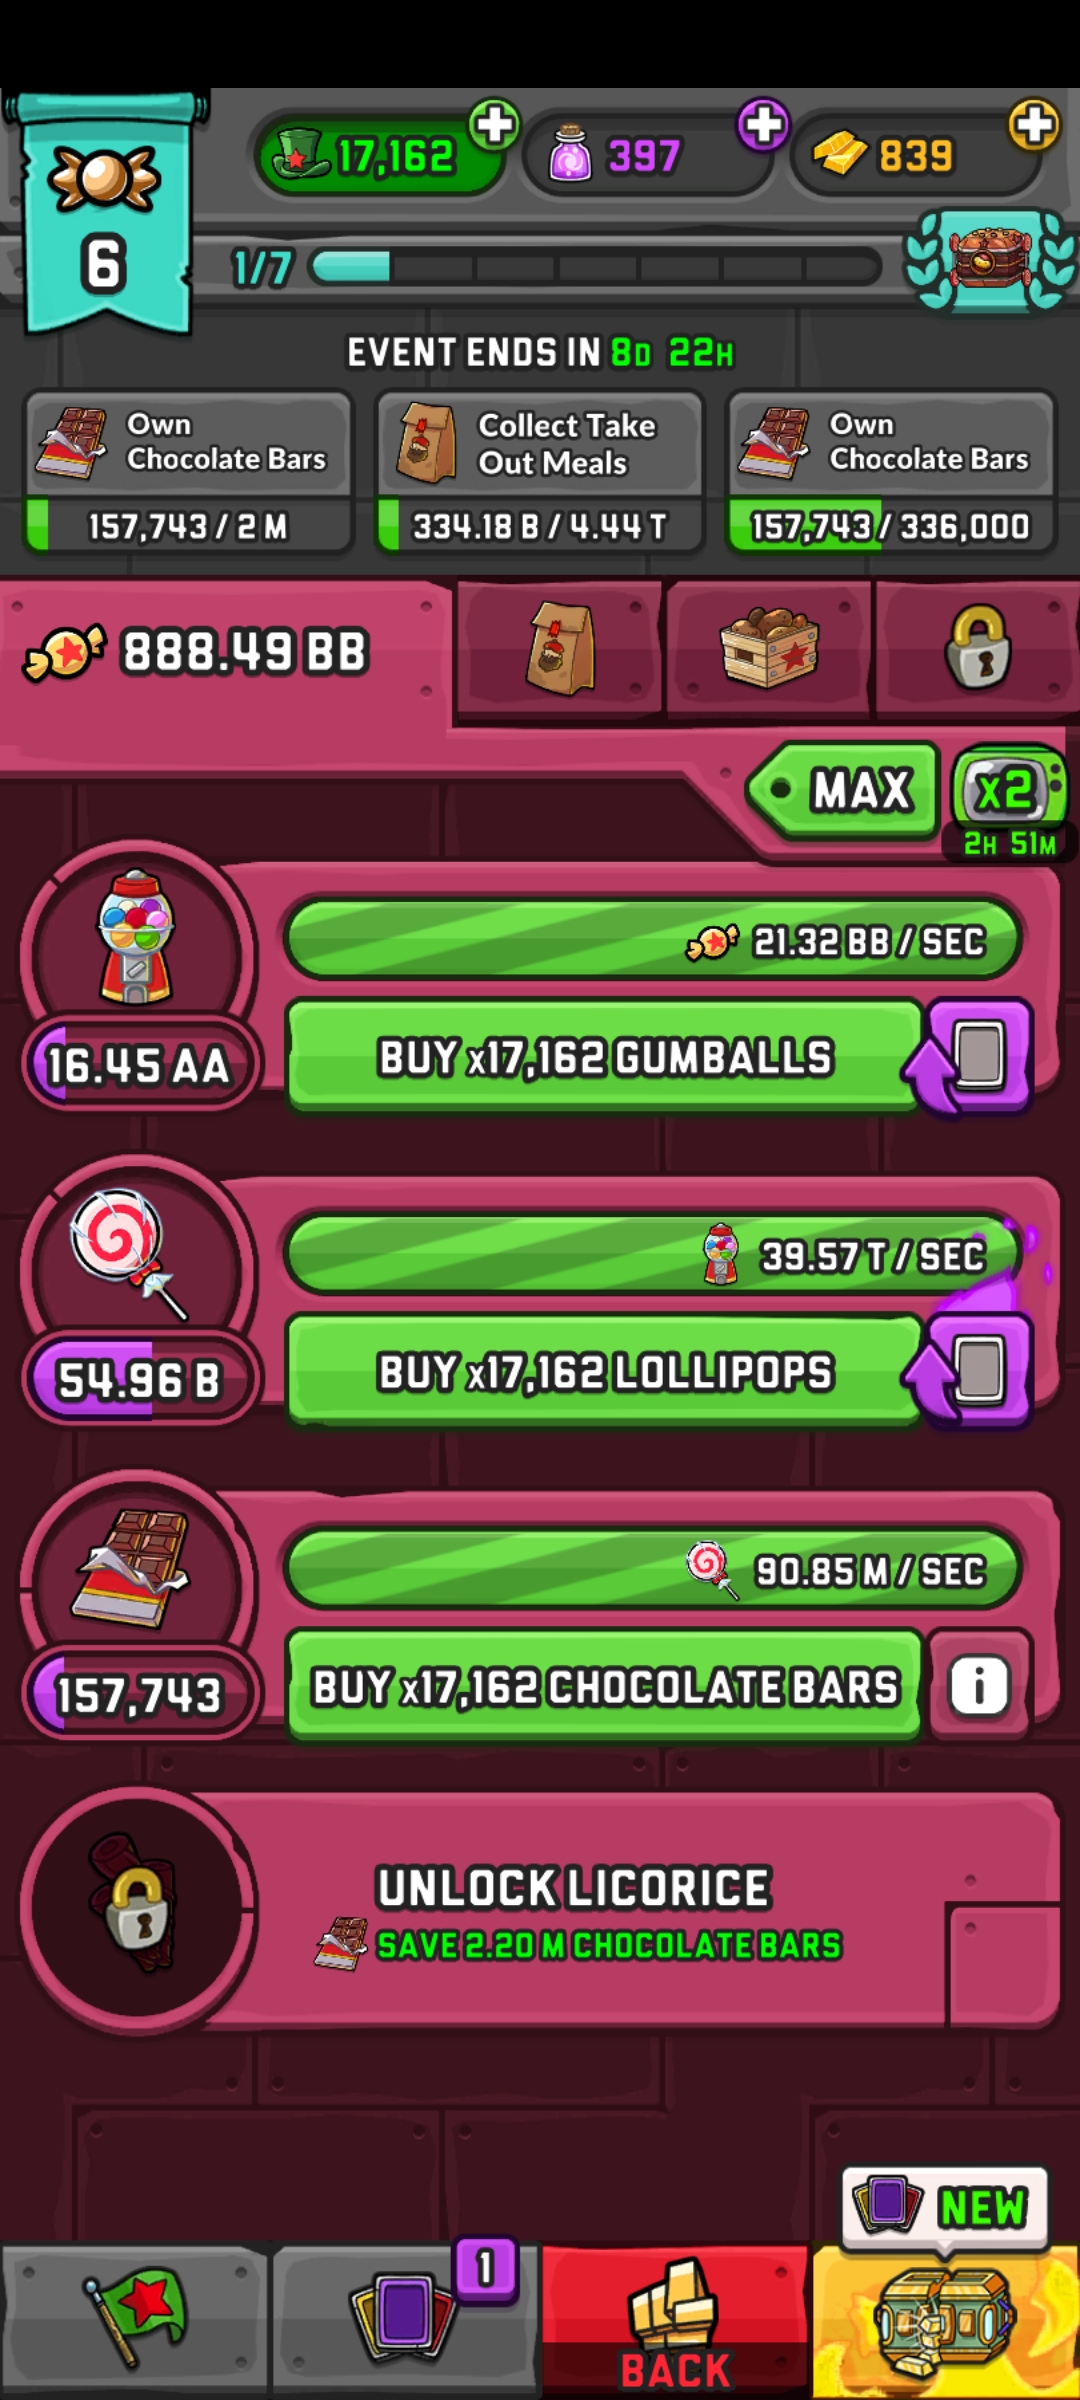 17,162
397
839
6
1/7
EVENT ENDS IN 8D 22H
Own
Chocolate Bars
157,743 / 2 M
Collect Take
Out Meals
334.18 B / 4.44 T
Own
Chocolate Bars
157,743 / 336,000
888.49 BB
MAX
x2
2H 51M
21.32 BB / SEC
16.45 AA
BUY x17,162 GUMBALLS
39.57 T / SEC
54.96 B
BUY x17,162 LOLLIPOPS
90.85 M / SEC
157,743
BUY x17,162 CHOCOLATE BARS
i
UNLOCK LICORICE
SAVE 2.20 M CHOCOLATE BARS
NEW
1
BACK